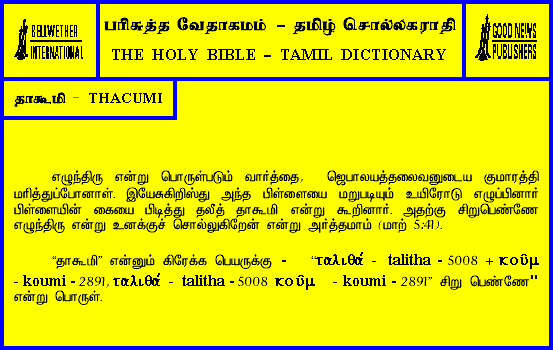 BELLWETHER
INTERNATIONAL
பரிசுத்த வேதாகமம் – தமிழ் சொல்லகராதி
THE HOLY BIBLE – TAMIL DICTIONARY
GOOD NEWS
PUBLISHERS
தாகூமி - THACUMI
எழுந்திரு என்று பொருள்படும் வார்த்தை, ஜெபாலயத்தலைவனுடைய குமாரத்தி
மரித்துப்போனாள். இயேசுகிறிஸ்து அந்த பிள்ளையை மறுபடியும் உயிரோடு எழுப்பினார்
பிள்ளையின் கையை பிடித்து தலீத் தாகூமி என்று கூறினார். அதற்கு சிறுபெண்ணே
எழுந்திரு என்று உனக்குச் சொல்லுகிறேன் என்று அர்த்தமாம் (மாற் 5:41).
“தாகூமி” என்னும் கிரேக்க பெயருக்கு - “ταλιθά - talitha - 5008 + κοῦμ
- koumi - 2891, ταλιθά - talitha - 5008 κοῦμ - koumi - 2891” சிறு பெண்ணே"
என்று பொருள்.